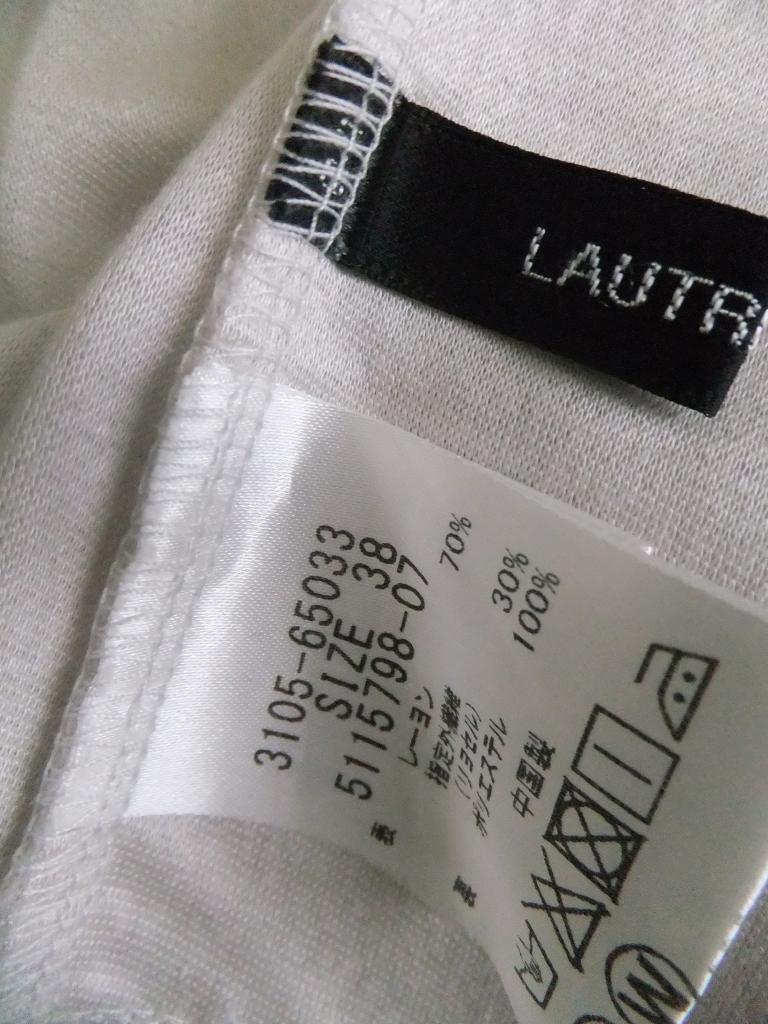 LAUTR
3105-65033
SIZE 38
5115798-07
表 レーヨン 70%
指定外繊維
(リヨセル) 30%
裏 ポリエステル 100%
中国製
M